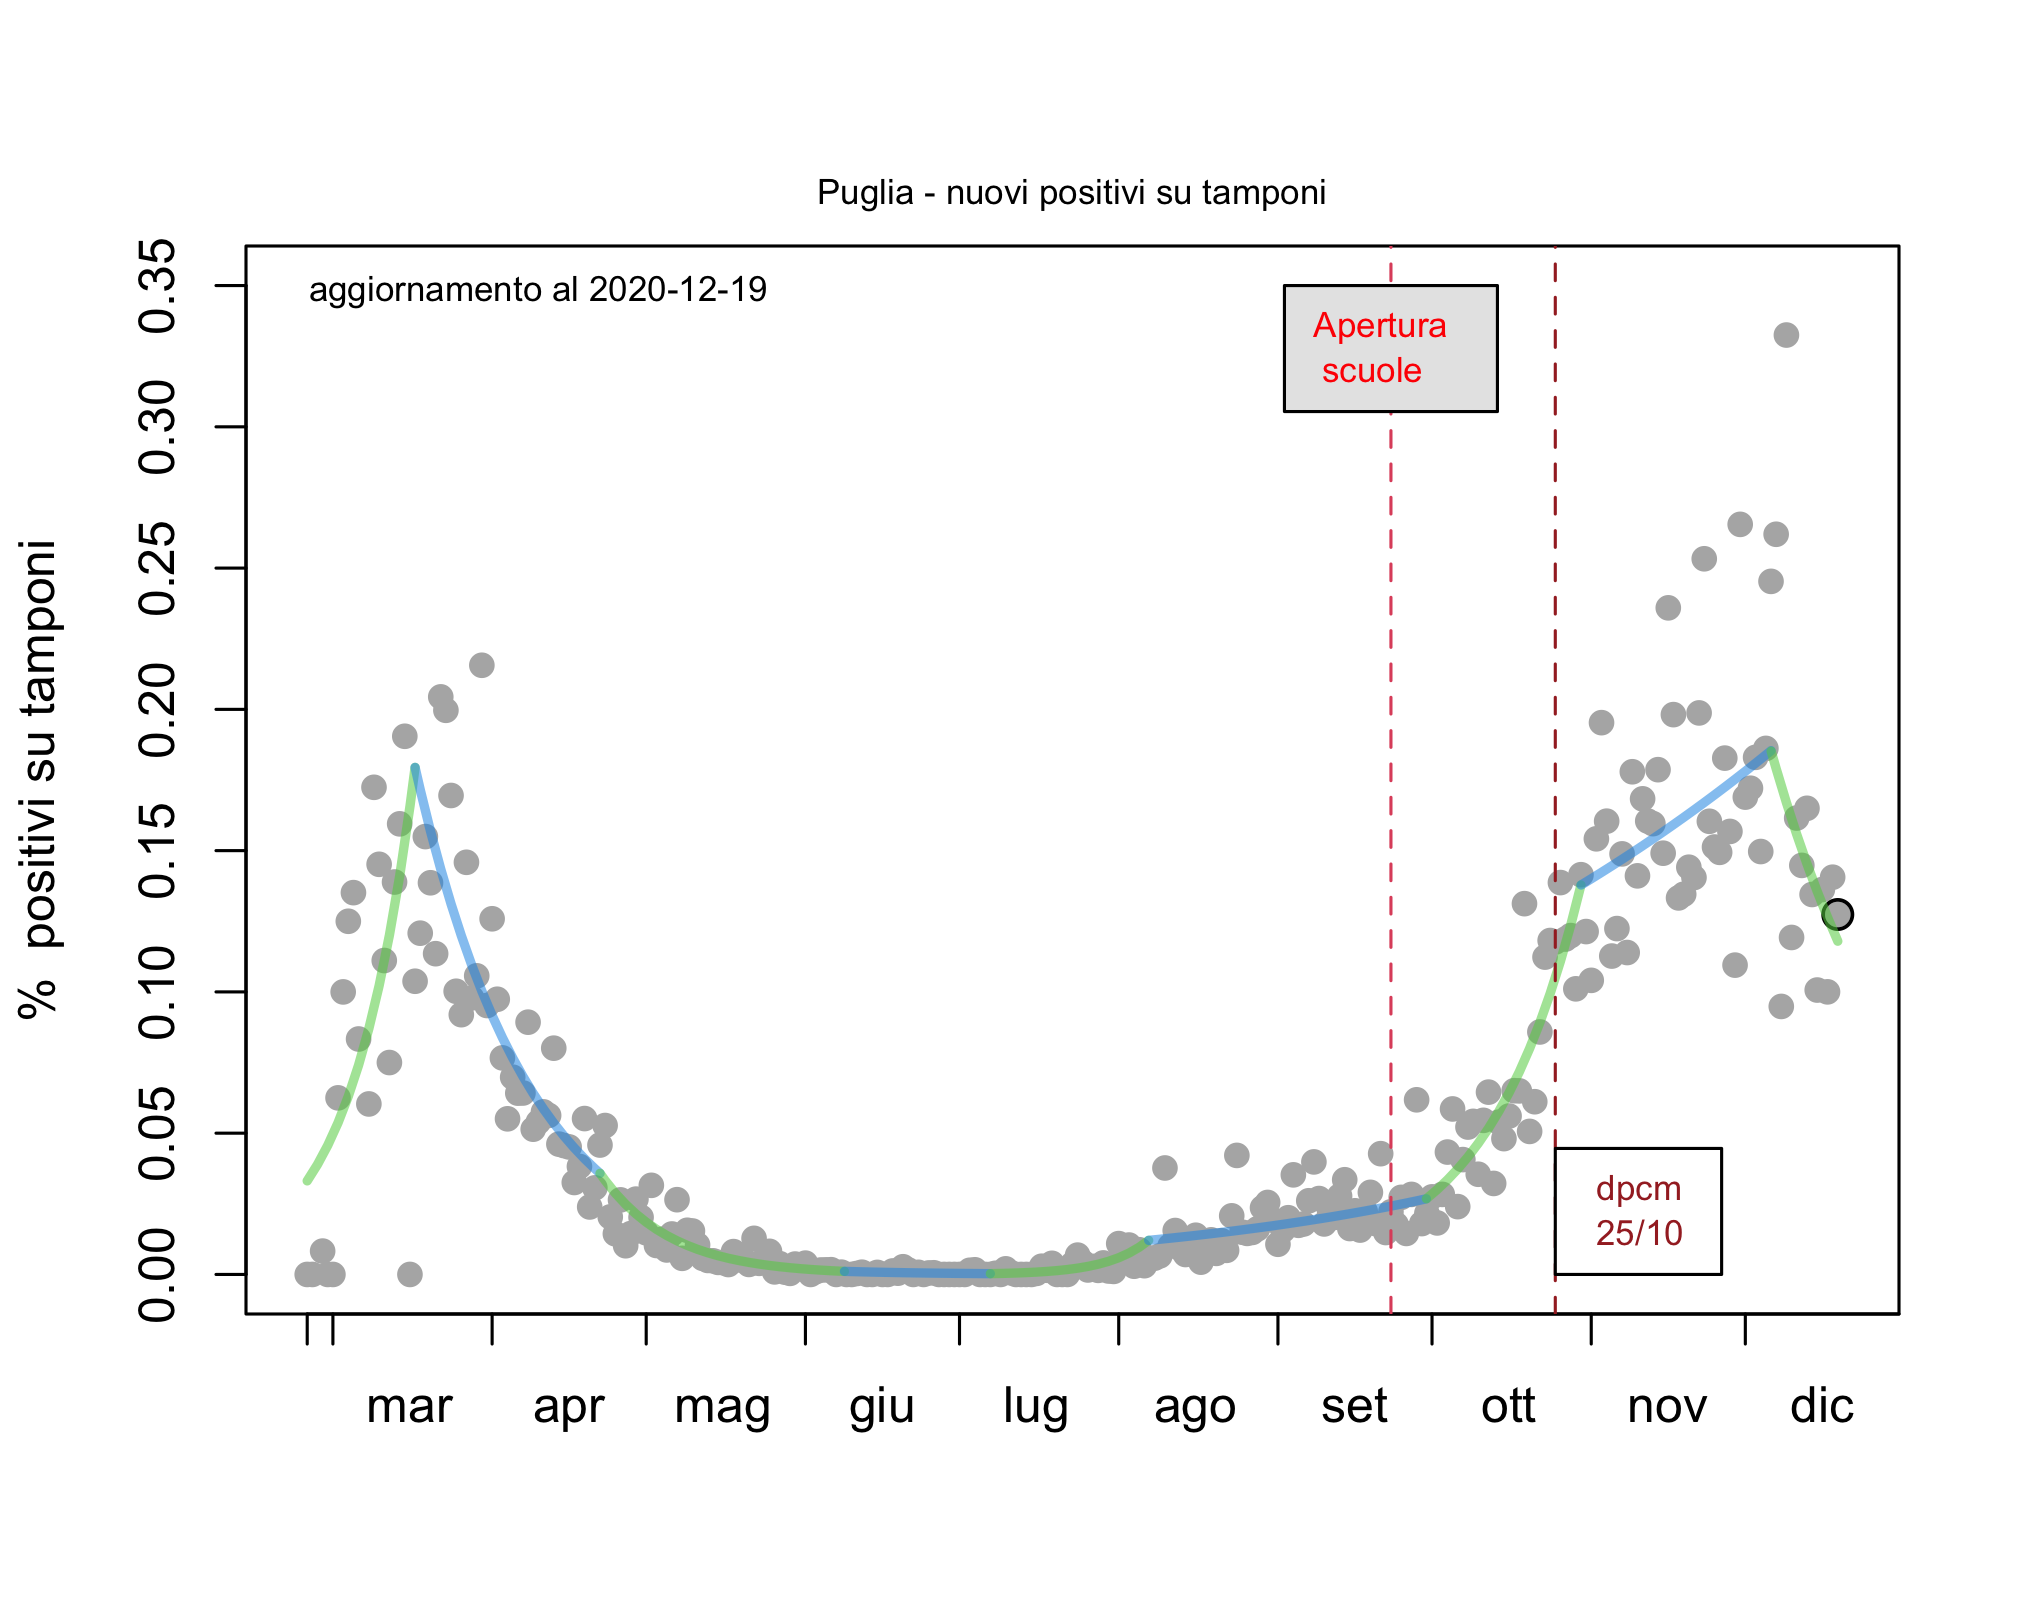 Puglia - nuovi positivi su tamponi
aggiornamento al 2020-12-19
Apertura
scuole
dpcm
25/10
% positivi su tamponi
0.35
0.30
0.25
0.20
0.15
0.10
0.05
0.00
mar apr mag giu lug ago set ott nov dic